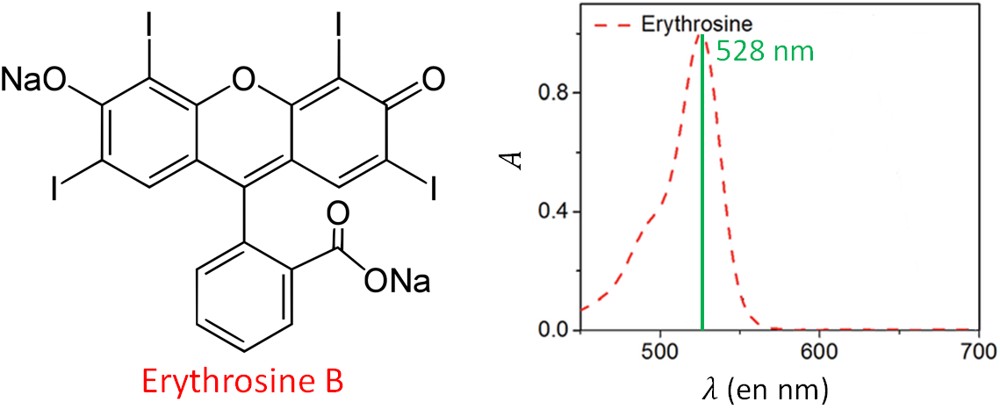 I
I
NaO
O
O
I
I
O
ONa
Erythrosine B
Erythrosine
528 nm
0.8
A
0.4
0.0
500
600
700
λ (en nm)